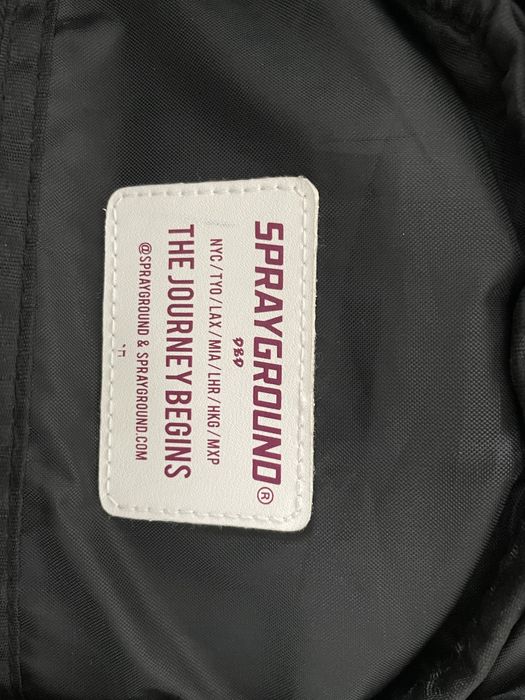 SPRAYGROUND®
DBD
NYC / TYO / LAX / MIA / LHR / HKG / MXP
THE JOURNEY BEGINS
@SPRAYGROUND & SPRAYGROUND.COM